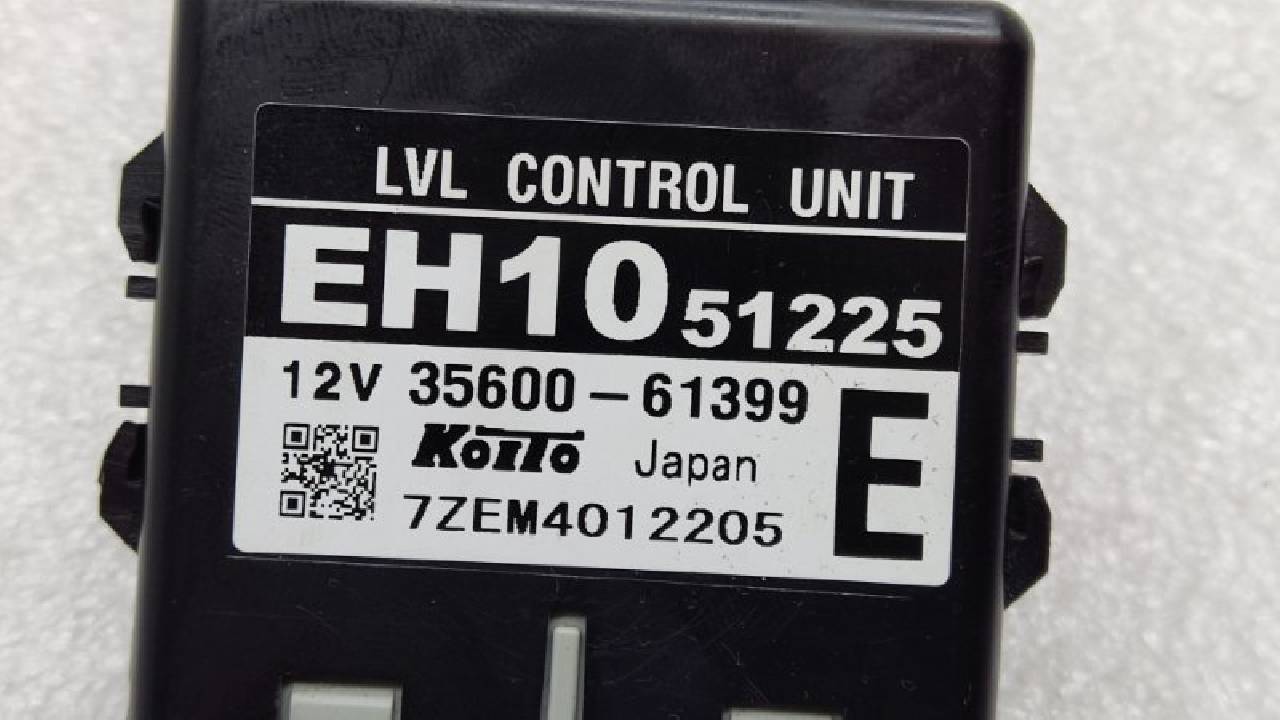 LVL CONTROL UNIT
EH10 51225
12V 35600-61399
E
KOITO Japan
7ZEM4012205